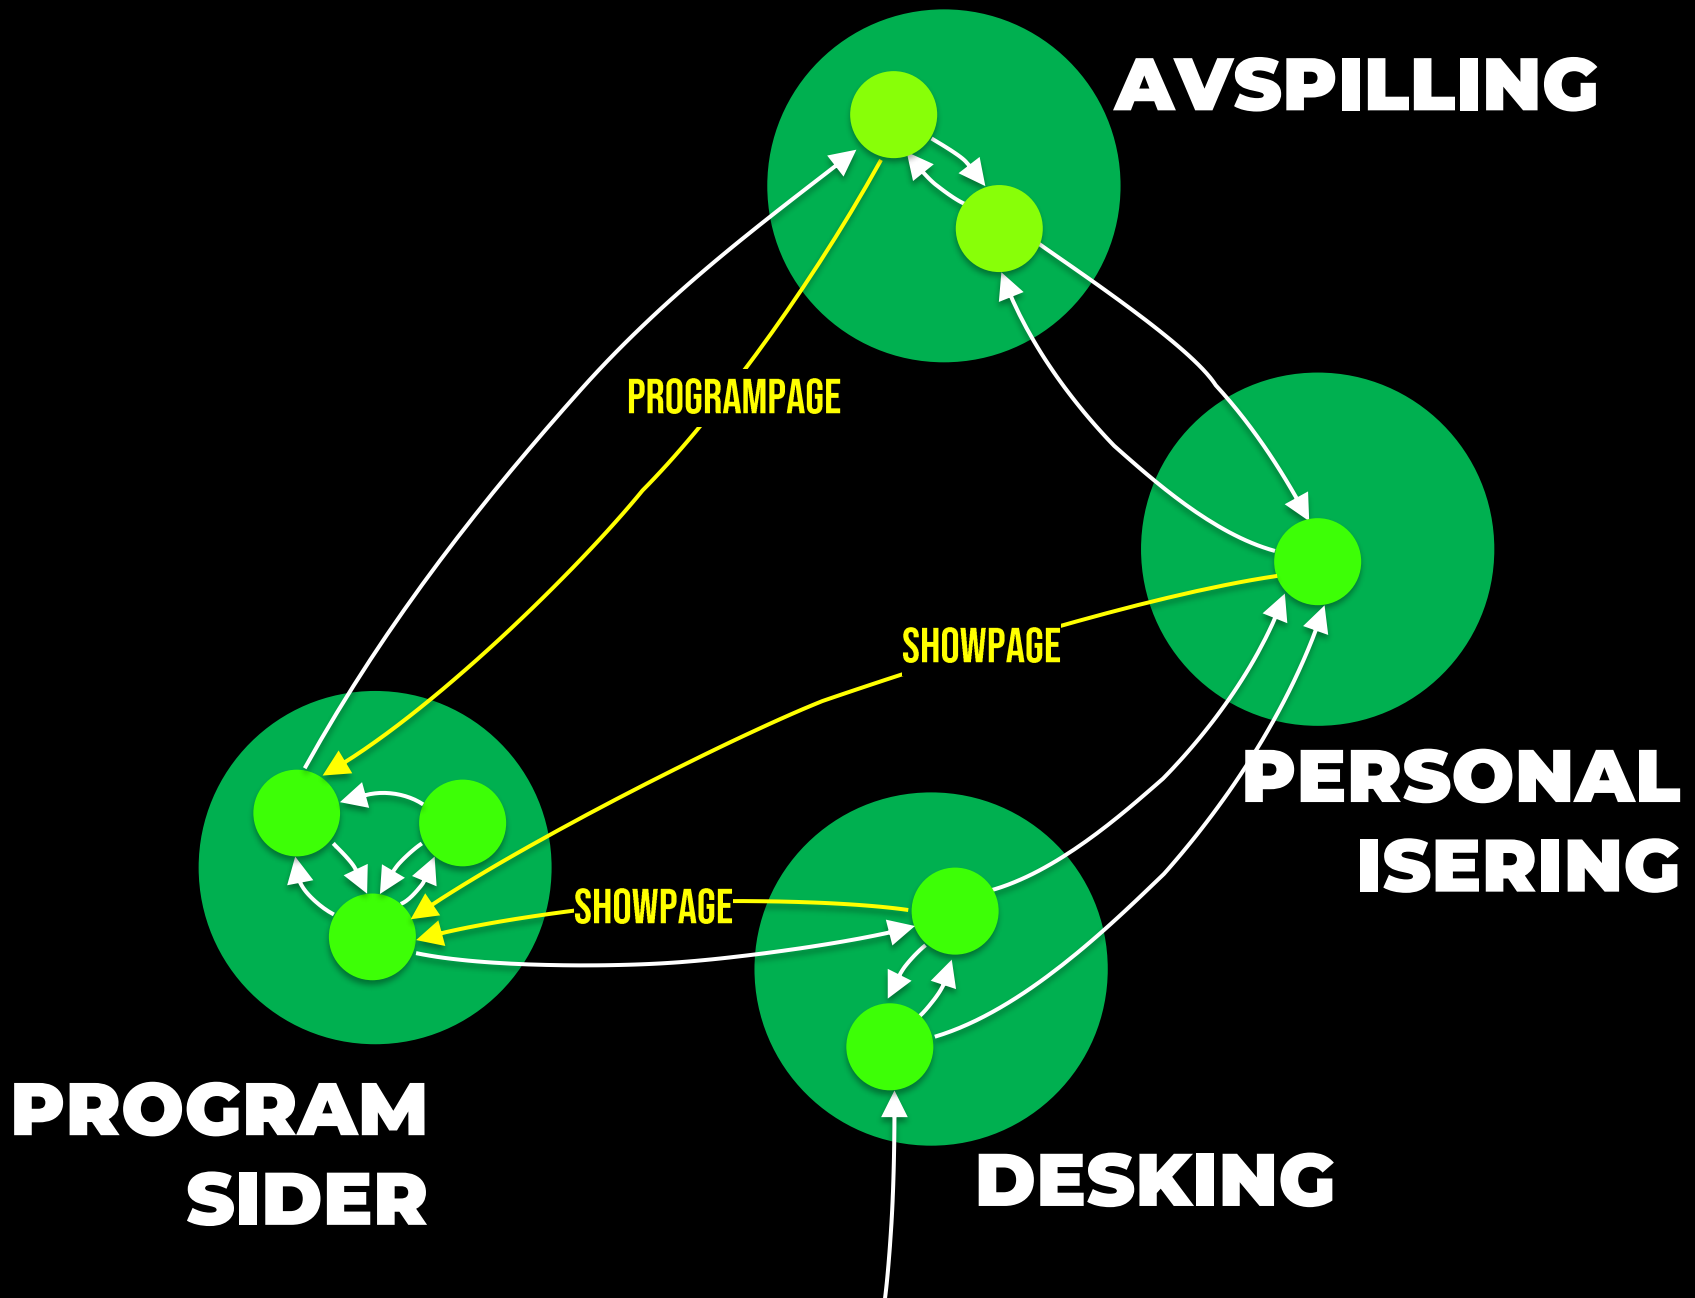 AVSPILLING
PROGRAMPAGE
SHOWPAGE
PERSONAL
ISERING
SHOWPAGE
PROGRAM
SIDER
DESKING